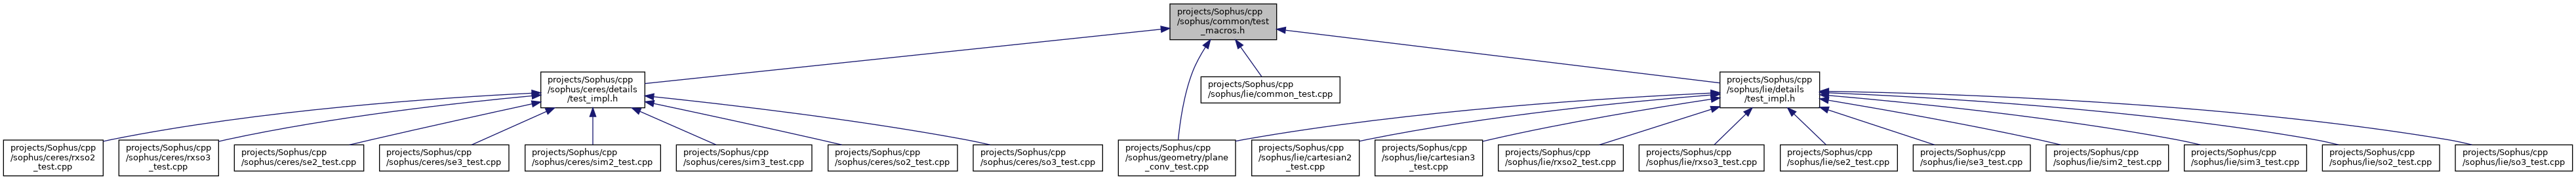 projects/Sophus/cpp
/sophus/common/test
_macros.h
projects/Sophus/cpp
/sophus/ceres/details
/test_impl.h
projects/Sophus/cpp
/sophus/lie/common_test.cpp
projects/Sophus/cpp
/sophus/lie/details
/test_impl.h
projects/Sophus/cpp
/sophus/ceres/rxso2
_test.cpp
projects/Sophus/cpp
/sophus/ceres/rxso3
_test.cpp
projects/Sophus/cpp
/sophus/ceres/se2_test.cpp
projects/Sophus/cpp
/sophus/ceres/se3_test.cpp
projects/Sophus/cpp
/sophus/ceres/sim2_test.cpp
projects/Sophus/cpp
/sophus/ceres/sim3_test.cpp
projects/Sophus/cpp
/sophus/ceres/so2_test.cpp
projects/Sophus/cpp
/sophus/ceres/so3_test.cpp
projects/Sophus/cpp
/sophus/geometry/plane
_conv_test.cpp
projects/Sophus/cpp
/sophus/lie/cartesian2
_test.cpp
projects/Sophus/cpp
/sophus/lie/cartesian3
_test.cpp
projects/Sophus/cpp
/sophus/lie/rxso2_test.cpp
projects/Sophus/cpp
/sophus/lie/rxso3_test.cpp
projects/Sophus/cpp
/sophus/lie/se2_test.cpp
projects/Sophus/cpp
/sophus/lie/se3_test.cpp
projects/Sophus/cpp
/sophus/lie/sim2_test.cpp
projects/Sophus/cpp
/sophus/lie/sim3_test.cpp
projects/Sophus/cpp
/sophus/lie/so2_test.cpp
projects/Sophus/cpp
/sophus/lie/so3_test.cpp